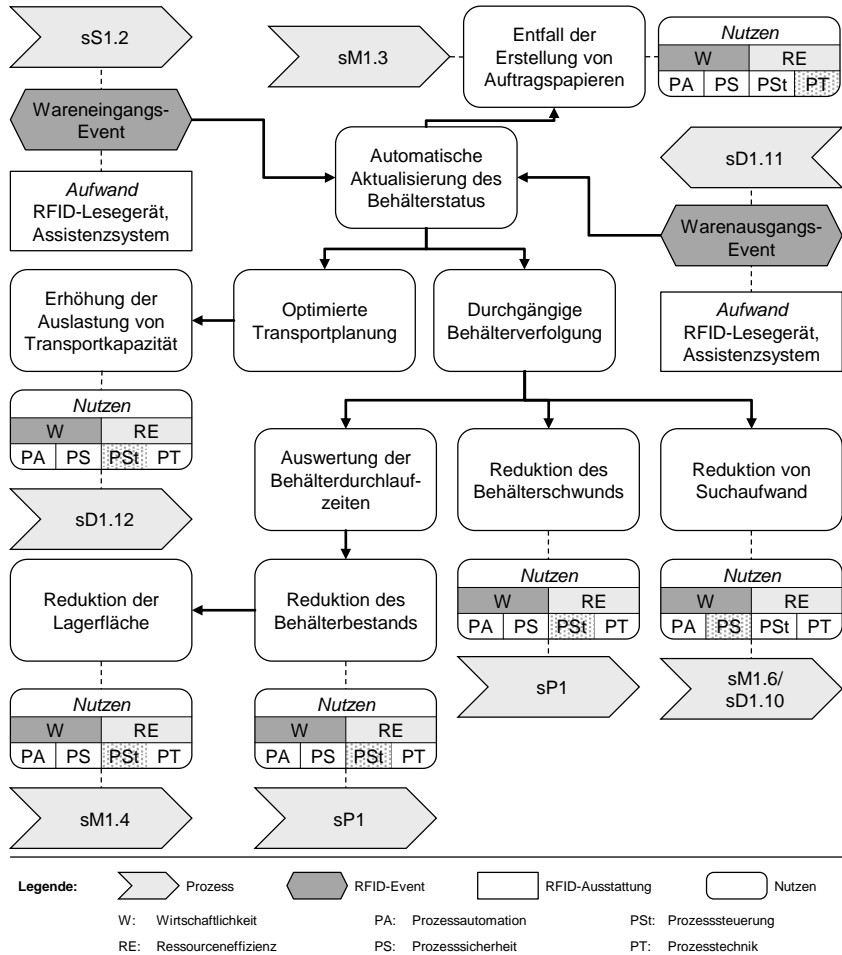 sS1.2
sM1.3
Entfall der
Erstellung von
Auftragspapieren
Nutzen
W RE
PA PS PSt PT
Wareneingangs-
Event
Automatische
Aktualisierung des
Behälterstatus
sD1.11
Aufwand
RFID-Lesegerät,
Assistenzsystem
Warenausgangs-
Event
Erhöhung der
Auslastung von
Transportkapazität
Optimierte
Transportplanung
Durchgängige
Behälterverfolgung
Aufwand
RFID-Lesegerät,
Assistenzsystem
Nutzen
W RE
PA PS PSt PT
sD1.12
Auswertung der
Behälterdurchlauf-
zeiten
Reduktion des
Behälterschwunds
Reduktion von
Suchaufwand
Reduktion der
Lagerfläche
Reduktion des
Behälterbestands
Nutzen
W RE
PA PS PSt PT
sP1
Nutzen
W RE
PA PS PSt PT
sM1.6/
sD1.10
Nutzen
W RE
PA PS PSt PT
sM1.4
Nutzen
W RE
PA PS PSt PT
sP1
Legende: Prozess RFID-Event RFID-Ausstattung Nutzen
W: Wirtschaftlichkeit PA: Prozessautomation PSt: Prozesssteuerung
RE: Ressourceneffizienz PS: Prozesssicherheit PT: Prozesstechnik